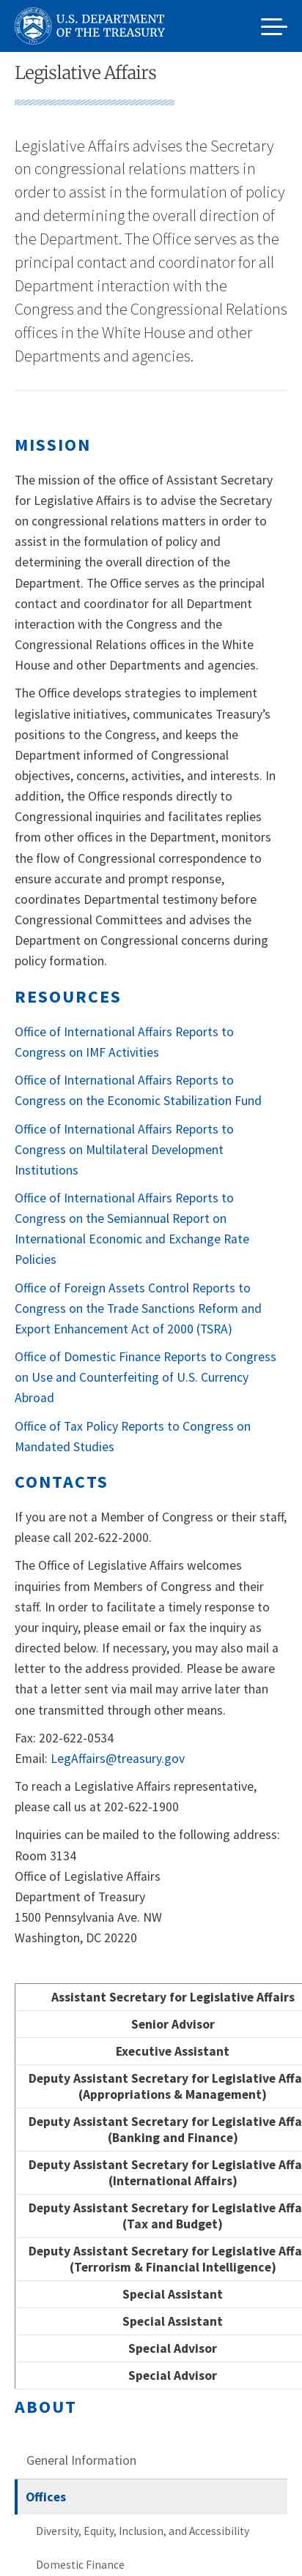 U.S. DEPARTMENT
OF THE TREASURY
Legislative Affairs
Legislative Affairs advises the Secretary
on congressional relations matters in
order to assist in the formulation of policy
and determining the overall direction of
the Department. The Office serves as the
principal contact and coordinator for all
Department interaction with the
Congress and the Congressional Relations
offices in the White House and other
Departments and agencies.
MISSION
The mission of the office of Assistant Secretary
for Legislative Affairs is to advise the Secretary
on congressional relations matters in order to
assist in the formulation of policy and
determining the overall direction of the
Department. The Office serves as the principal
contact and coordinator for all Department
interaction with the Congress and the
Congressional Relations offices in the White
House and other Departments and agencies.
The Office develops strategies to implement
legislative initiatives, communicates Treasury’s
positions to the Congress, and keeps the
Department informed of Congressional
objectives, concerns, activities, and interests. In
addition, the Office responds directly to
Congressional inquiries and facilitates replies
from other offices in the Department, monitors
the flow of Congressional correspondence to
ensure accurate and prompt response,
coordinates Departmental testimony before
Congressional Committees and advises the
Department on Congressional concerns during
policy formation.
RESOURCES
Office of International Affairs Reports to
Congress on IMF Activities
Office of International Affairs Reports to
Congress on the Economic Stabilization Fund
Office of International Affairs Reports to
Congress on Multilateral Development
Institutions
Office of International Affairs Reports to
Congress on the Semiannual Report on
International Economic and Exchange Rate
Policies
Office of Foreign Assets Control Reports to
Congress on the Trade Sanctions Reform and
Export Enhancement Act of 2000 (TSRA)
Office of Domestic Finance Reports to Congress
on Use and Counterfeiting of U.S. Currency
Abroad
Office of Tax Policy Reports to Congress on
Mandated Studies
CONTACTS
If you are not a Member of Congress or their staff,
please call 202-622-2000.
The Office of Legislative Affairs welcomes
inquiries from Members of Congress and their
staff. In order to facilitate a timely response to
your inquiry, please email or fax the inquiry as
directed below. If necessary, you may also mail a
letter to the address provided. Please be aware
that a letter sent via mail may arrive later than
one transmitted through other means.
Fax: 202-622-0534
Email: LegAffairs@treasury.gov
To reach a Legislative Affairs representative,
please call us at 202-622-1900
Inquiries can be mailed to the following address:
Room 3134
Office of Legislative Affairs
Department of Treasury
1500 Pennsylvania Ave. NW
Washington, DC 20220
Assistant Secretary for Legislative Affairs
Senior Advisor
Executive Assistant
Deputy Assistant Secretary for Legislative Affa
(Appropriations & Management)
Deputy Assistant Secretary for Legislative Affa
(Banking and Finance)
Deputy Assistant Secretary for Legislative Affa
(International Affairs)
Deputy Assistant Secretary for Legislative Affa
(Tax and Budget)
Deputy Assistant Secretary for Legislative Affa
(Terrorism & Financial Intelligence)
Special Assistant
Special Assistant
Special Advisor
Special Advisor
ABOUT
General Information
Offices
Diversity, Equity, Inclusion, and Accessibility
Domestic Finance